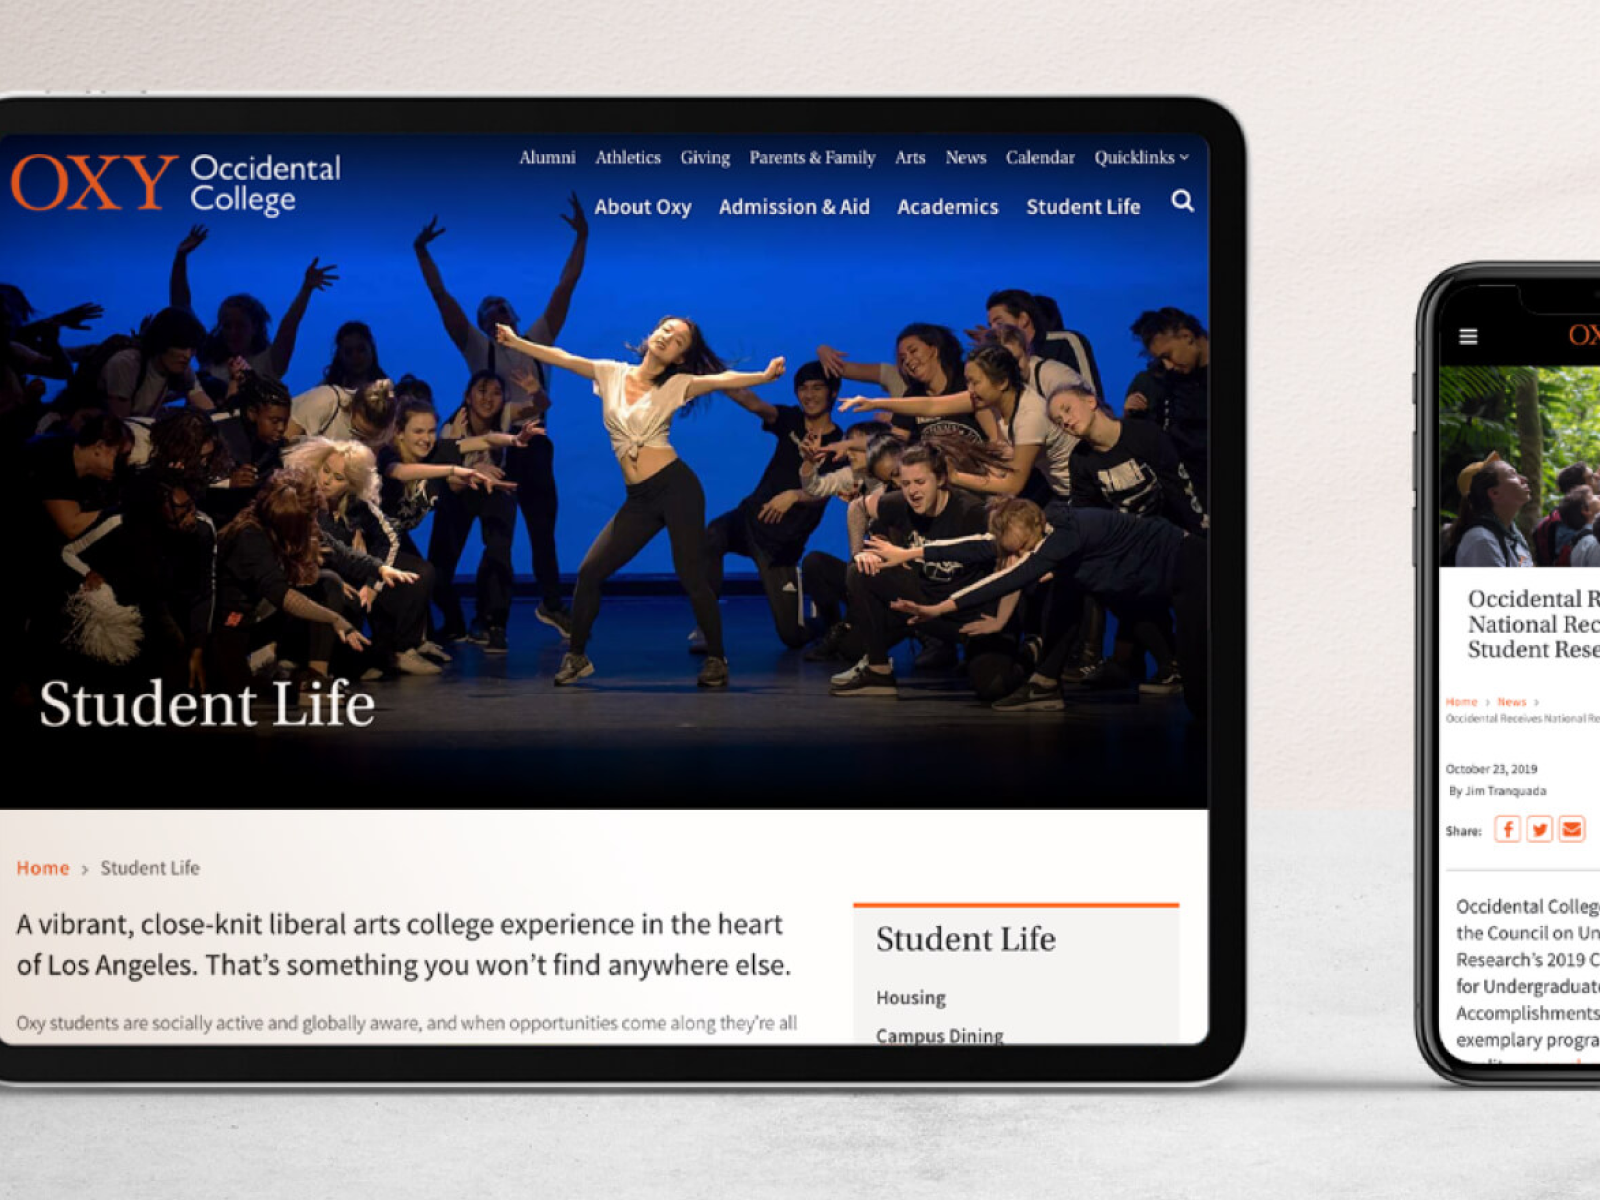 OXY Occidental
College
Alumni Athletics Giving Parents & Family Arts News Calendar Quicklinks
About Oxy Admission & Aid Academics Student Life
Student Life
Home > Student Life
A vibrant, close-knit liberal arts college experience in the heart
of Los Angeles. That's something you won't find anywhere else.
Oxy students are socially active and globally aware, and when opportunities come along they're all
Student Life
Housing
Campus Dining
Occidental R
National Rec
Student Rese
Home > News >
Occidental Receives National Re
October 23, 2019
By Jim Tranquada
Share:
Occidental Colleg
the Council on Un
Research's 2019 C
for Undergraduat
Accomplishments
exemplary progra